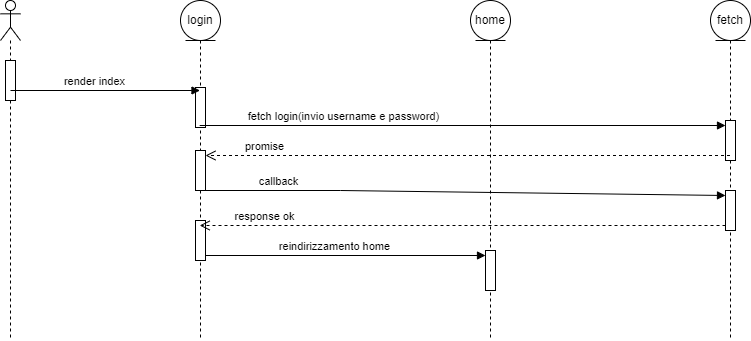 login
home
fetch
render index
fetch login(invio username e password)
promise
callback
response ok
reindirizzamento home